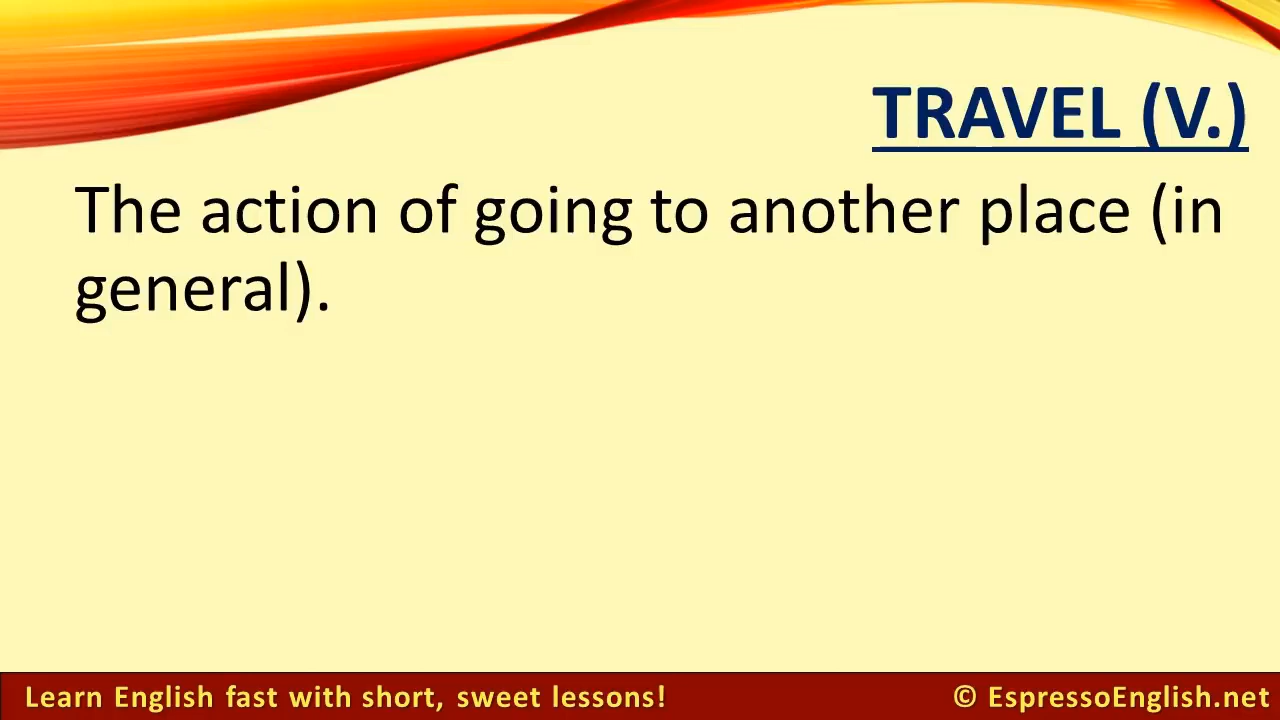 TRAVEL (V.)
The action of going to another place (in
general).
Learn English fast with short, sweet lessons!
© EspressoEnglish.net